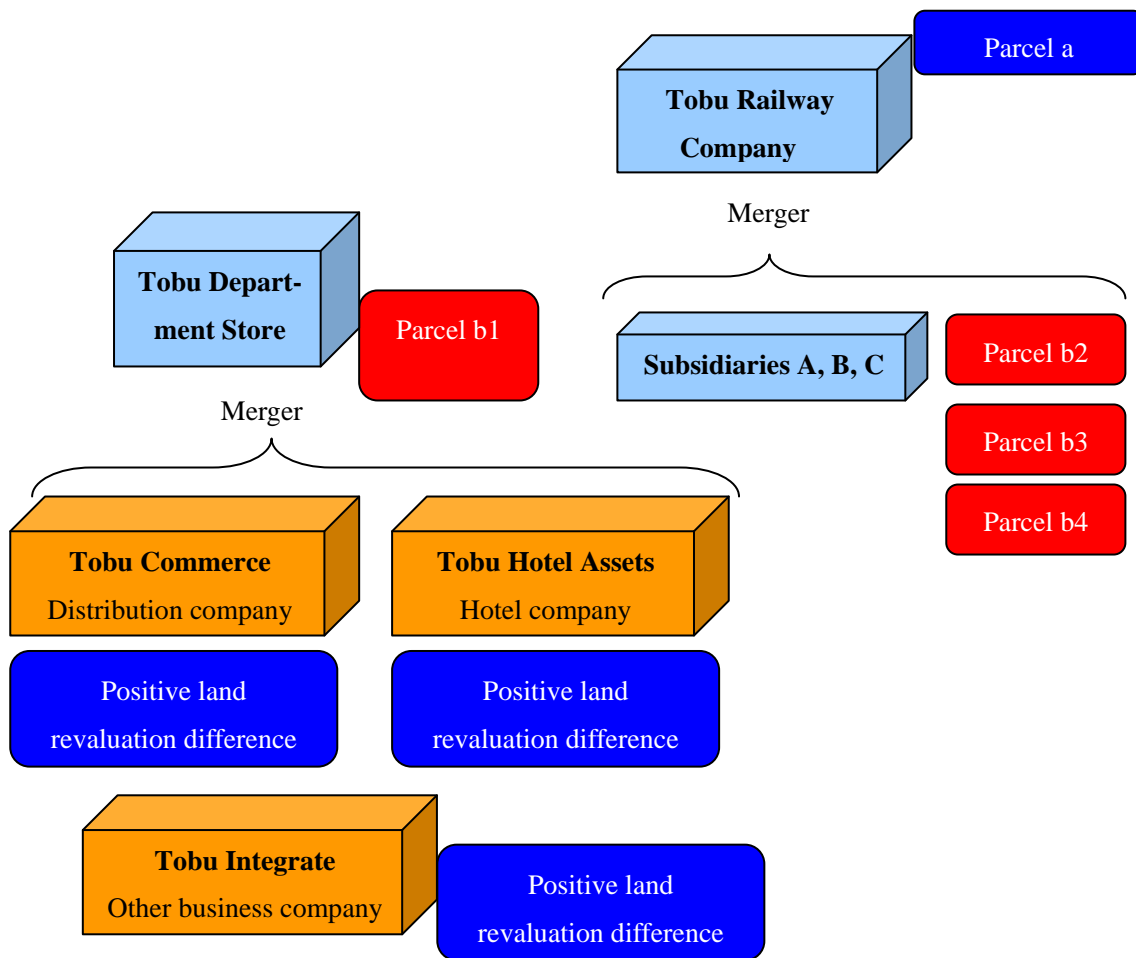 Parcel a
Tobu Railway
Company
Merger
Tobu Depart-
ment Store
Parcel b1
Subsidiaries A, B, C
Parcel b2
Parcel b3
Parcel b4
Merger
Tobu Commerce
Distribution company
Tobu Hotel Assets
Hotel company
Positive land
revaluation difference
Positive land
revaluation difference
Tobu Integrate
Other business company
Positive land
revaluation difference